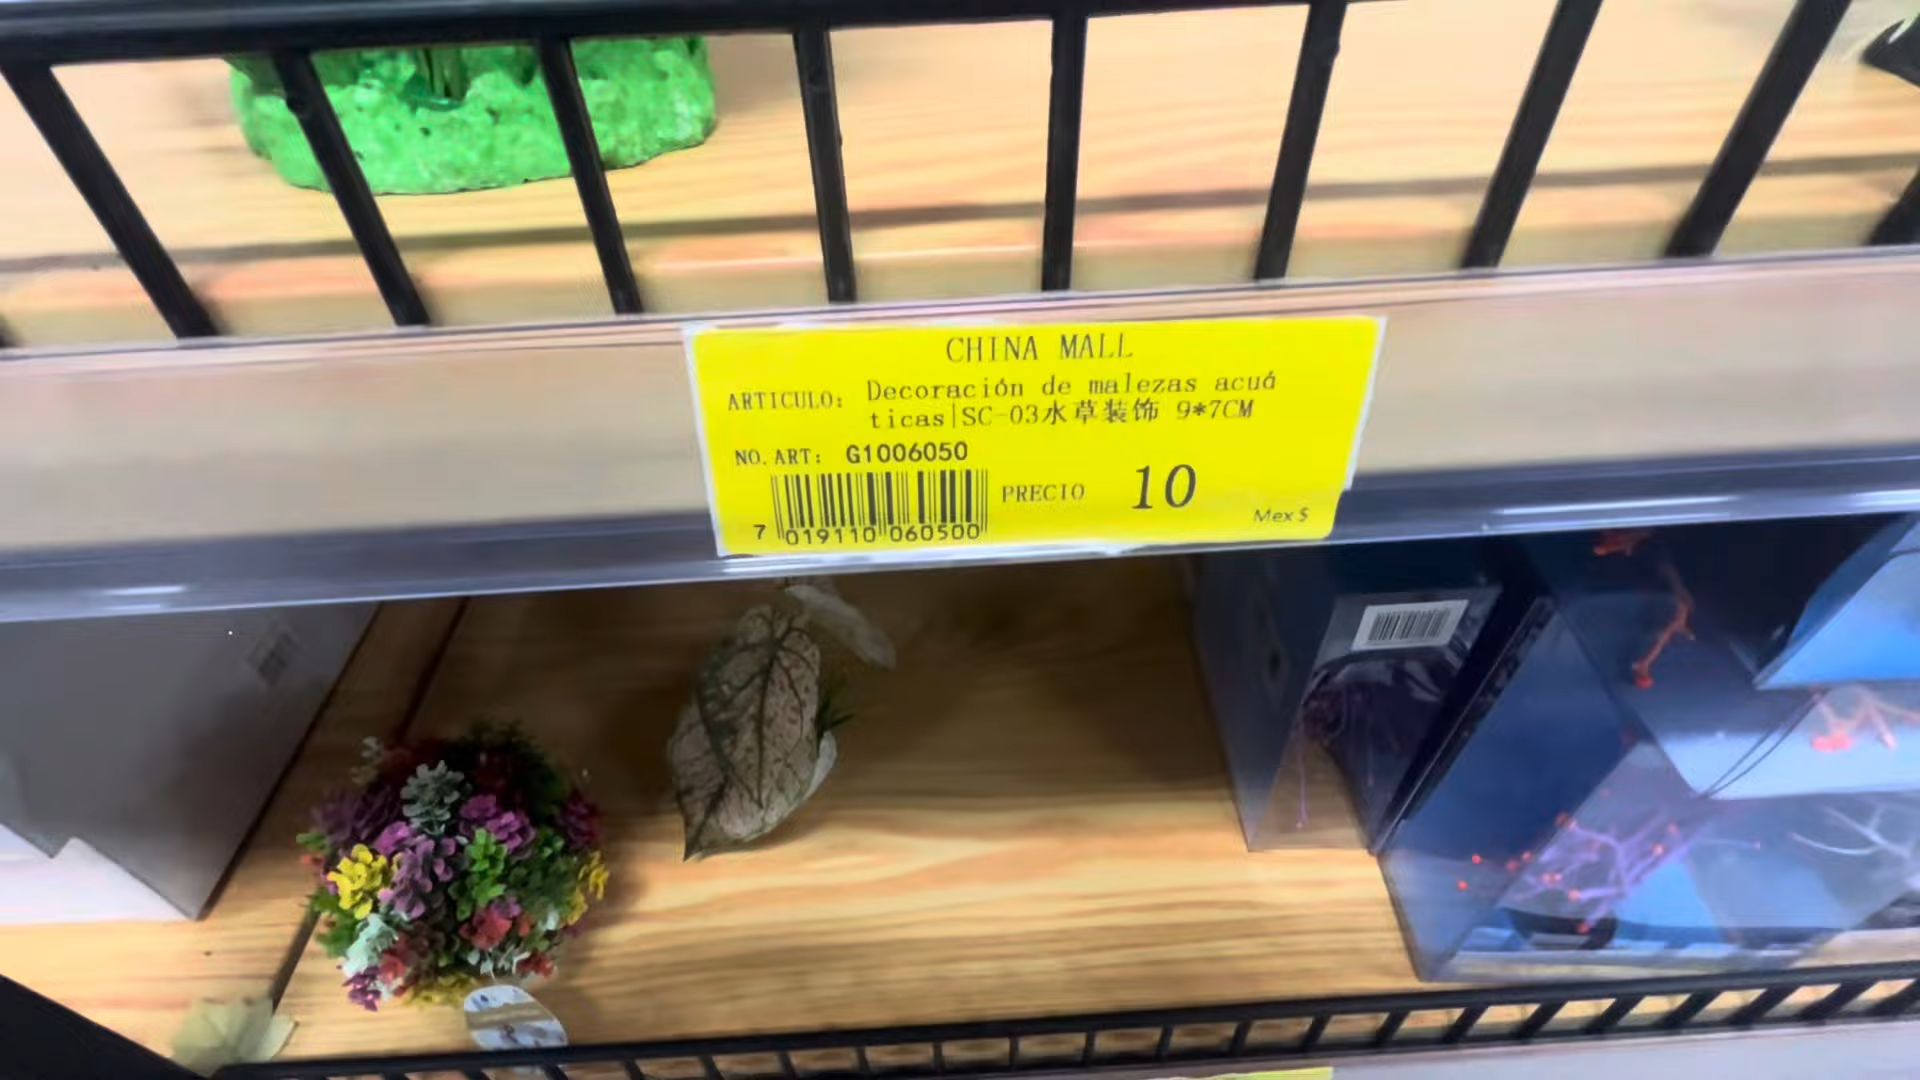 CHINA MALL
ARTICULO: Decoración de malezas acuá
ticas|SC-03水草装饰 9*7CM
NO. ART: G1006050
PRECIO 10
Mex $
7 019110 060500